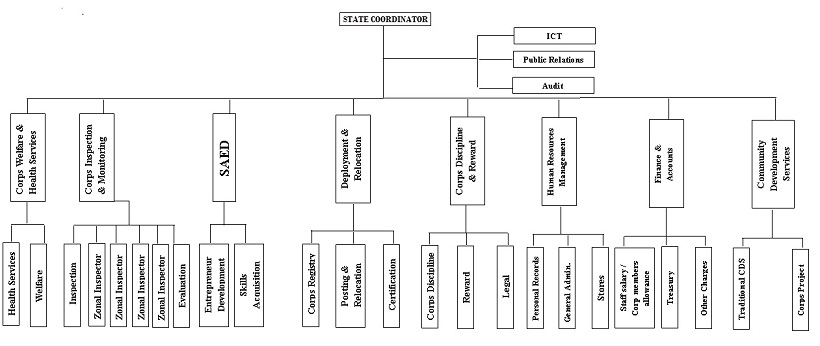 STATE COORDINATOR
ICT
Public Relations
Audit
Corps Welfare &
Health Services
Corps Inspection
& Monitoring
SAED
Deployment &
Relocation
Corps Discipline
& Reward
Human Resources
Management
Finance &
Accounts
Community
Development
Services
Health Services
Welfare
Inspection
Zonal Inspector
Zonal Inspector
Zonal Inspector
Zonal Inspector
Evaluation
Entrepreneur
Development
Skills
Acquisition
Corps Registry
Posting &
Relocation
Certification
Corps Discipline
Reward
Legal
Personal Records
General Admin.
Stores
Staff salary /
Corp members
allowance
Treasury
Other Charges
Traditional CDS
Corps Project